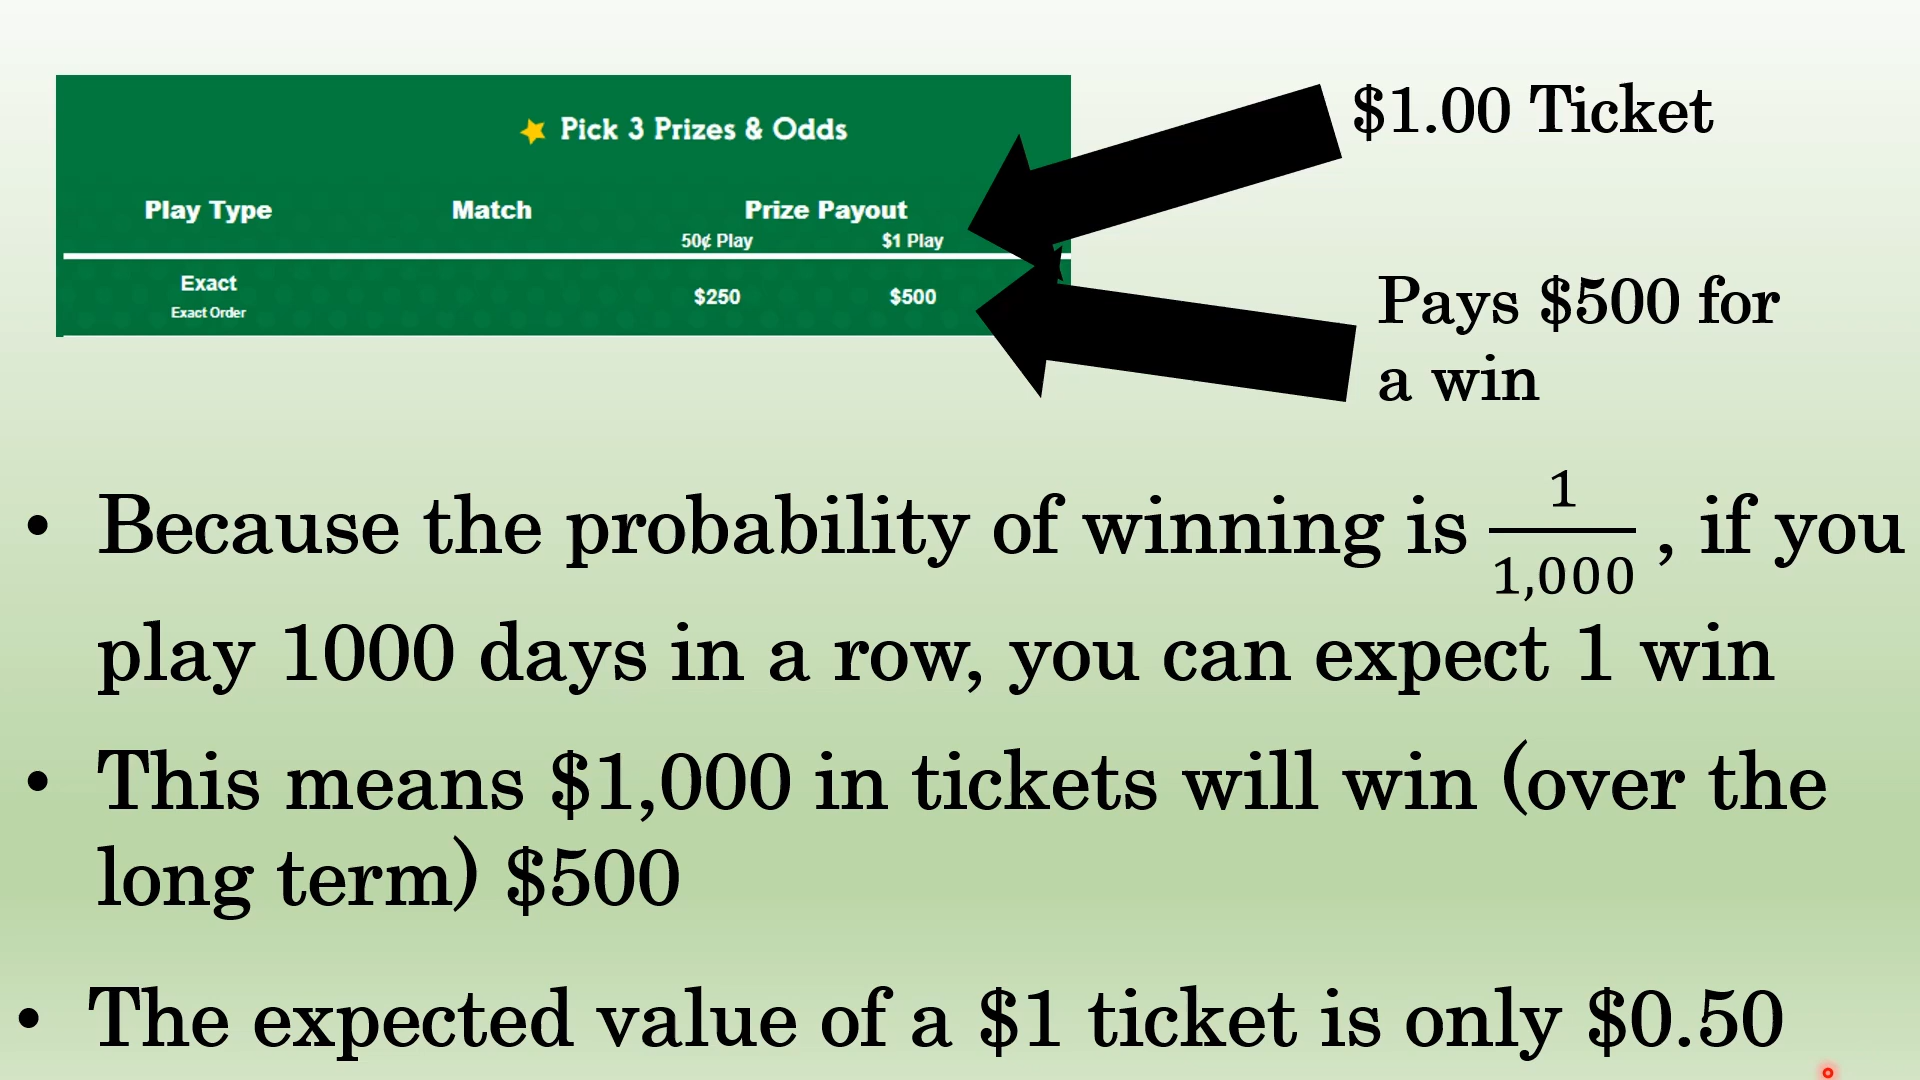 Pick 3 Prizes & Odds
$1.00 Ticket
Play Type Match Prize Payout
50¢ Play $1 Play
Exact
Exact Order
$250 $500
Pays $500 for
a win
• Because the probability of winning is 1/1,000 , if you
play 1000 days in a row, you can expect 1 win
• This means $1,000 in tickets will win (over the
long term) $500
• The expected value of a $1 ticket is only $0.50